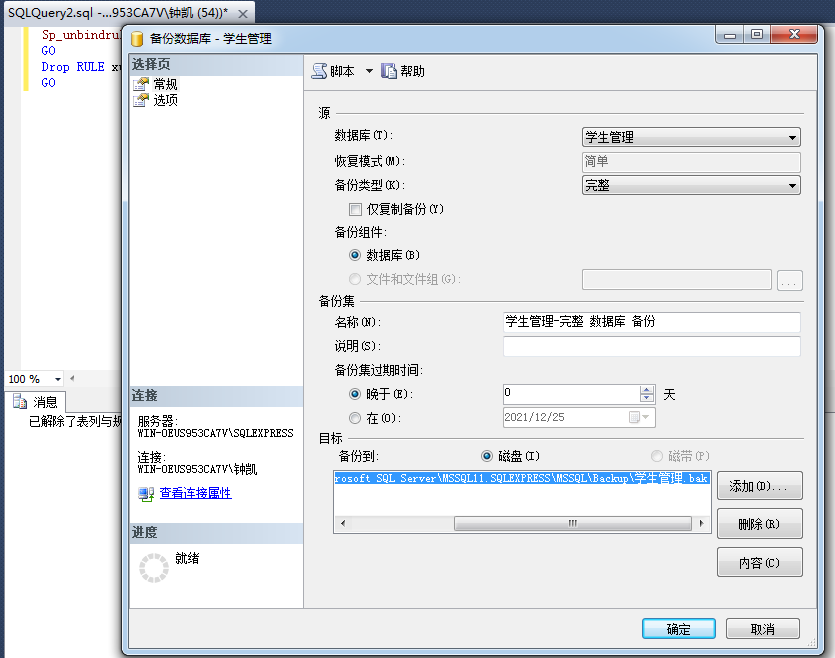 SQLQuery2.sql -...953CA7V\钟凯 (54))*
Sp_unbindrul
GO
Drop RULE xu
GO
100 %
消息
已解除了表列与规
备份数据库 - 学生管理
选择页
常规
选项
连接
服务器:
WIN-OEUS953CA7V\SQLEXPRESS
连接:
WIN-OEUS953CA7V\钟凯
查看连接属性
进度
就绪
脚本
帮助
源
数据库(T):
学生管理
恢复模式(M):
简单
备份类型(K):
完整
仅复制备份(Y)
备份组件:
数据库(B)
文件和文件组(G):
...
备份集
名称(N):
学生管理-完整 数据库 备份
说明(S):
备份集过期时间:
晚于(E):
0
天
在(O):
2021/12/25
目标
备份到:
磁盘(I)
磁带(P)
rosoft SQL Server\MSSQL11.SQLEXPRESS\MSSQL\Backup\学生管理.bak
添加(D)...
删除(R)
内容(C)
确定
取消